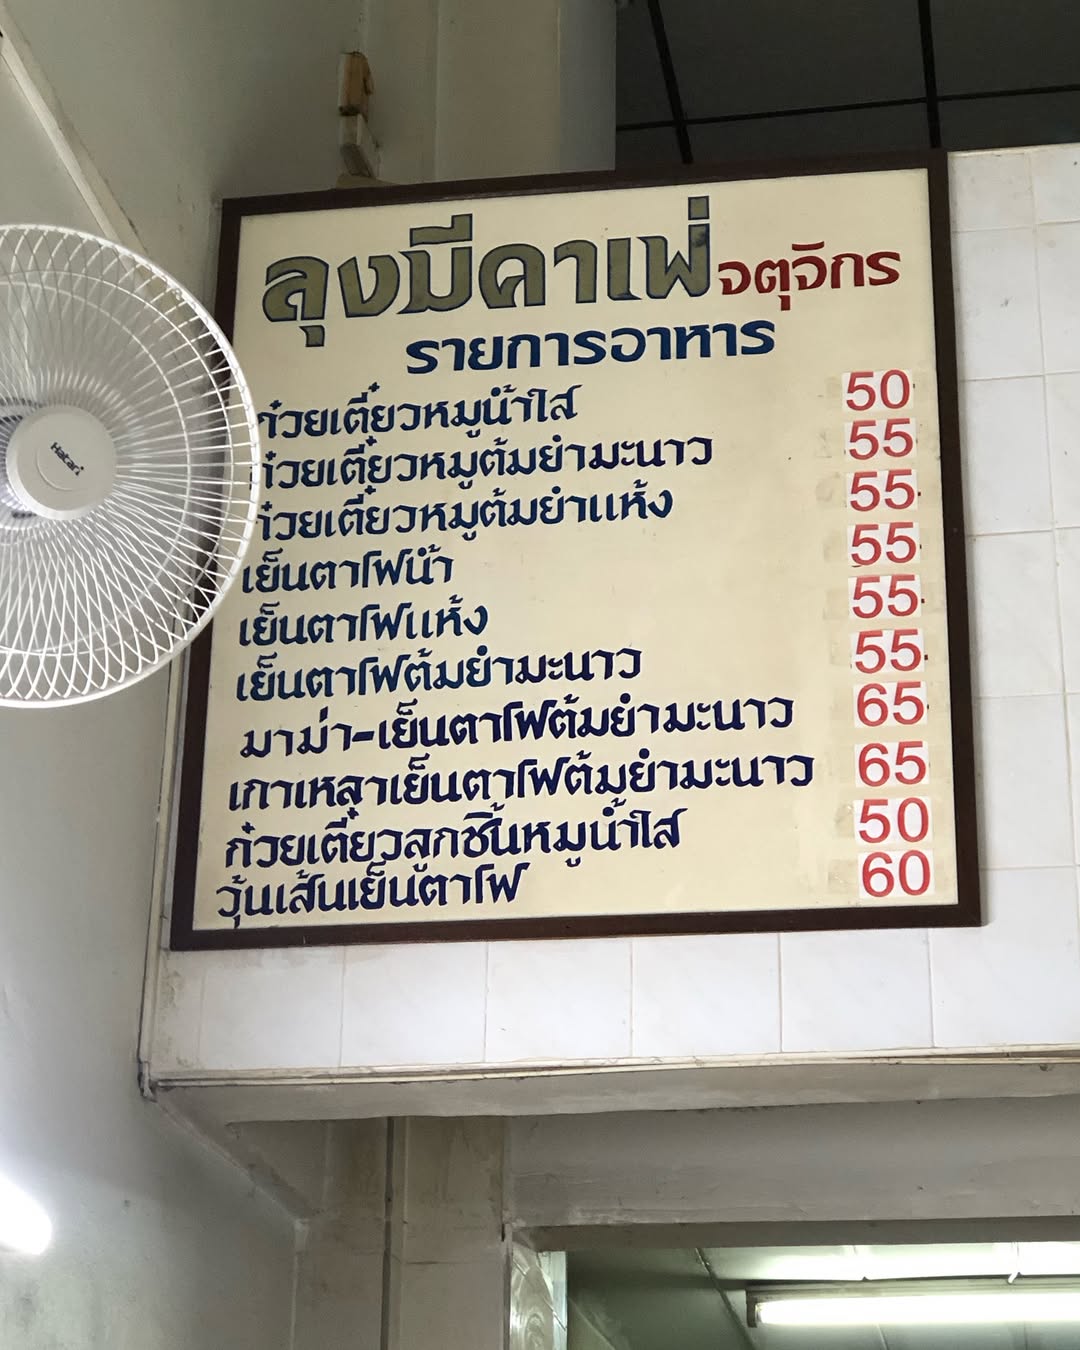 ลุงมีคาเฟ่ จตุจักร
รายการอาหาร
ก๋วยเตี๋ยวหมูน้ำใส 50
ก๋วยเตี๋ยวหมูต้มยำมะนาว 55
ก๋วยเตี๋ยวหมูต้มยำแห้ง 55
เย็นตาโฟน้ำ 55
เย็นตาโฟแห้ง 55
เย็นตาโฟต้มยำมะนาว 55
มาม่า-เย็นตาโฟต้มยำมะนาว 65
เกาเหลาเย็นตาโฟต้มยำมะนาว 65
ก๋วยเตี๋ยวลูกชิ้นหมูน้ำใส 50
วุ้นเส้นเย็นตาโฟ 60
Hatari